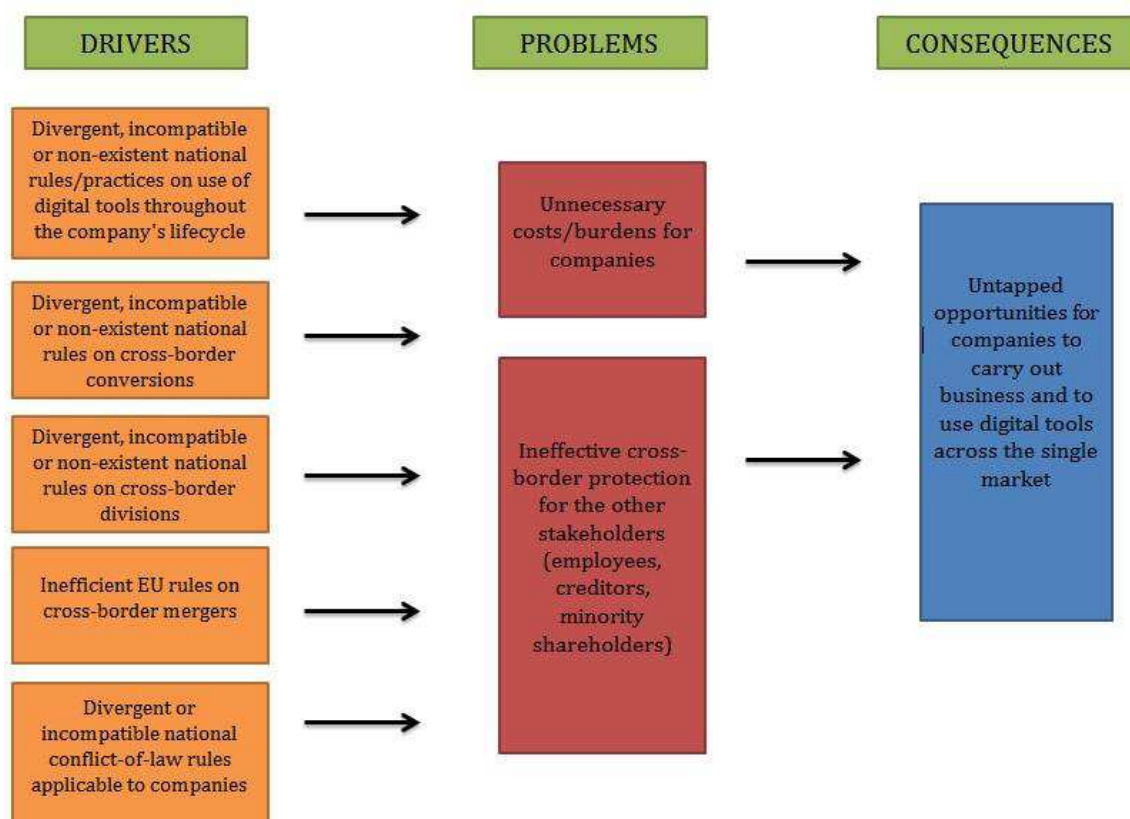 DRIVERS
PROBLEMS
CONSEQUENCES
Divergent, incompatible
or non-existent national
rules/practices on use of
digital tools throughout
the company's lifecycle
Divergent, incompatible
or non-existent national
rules on cross-border
conversions
Divergent, incompatible
or non-existent national
rules on cross-border
divisions
Inefficient EU rules on
cross-border mergers
Divergent or
incompatible national
conflict-of-law rules
applicable to companies
Unnecessary
costs/burdens for
companies
Ineffective cross-
border protection
for the other
stakeholders
(employees,
creditors,
minority
shareholders)
Untapped
opportunities for
companies to
carry out
business and to
use digital tools
across the single
market